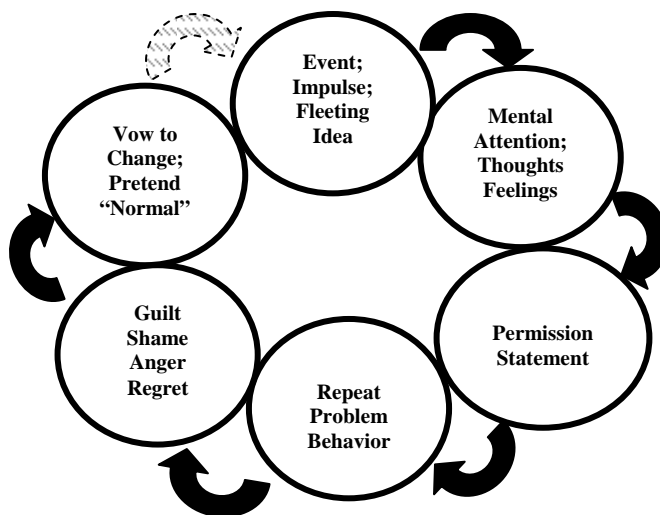 Event;
Impulse;
Fleeting
Idea
Mental
Attention;
Thoughts
Feelings
Permission
Statement
Repeat
Problem
Behavior
Guilt
Shame
Anger
Regret
Vow to
Change;
Pretend
“Normal”